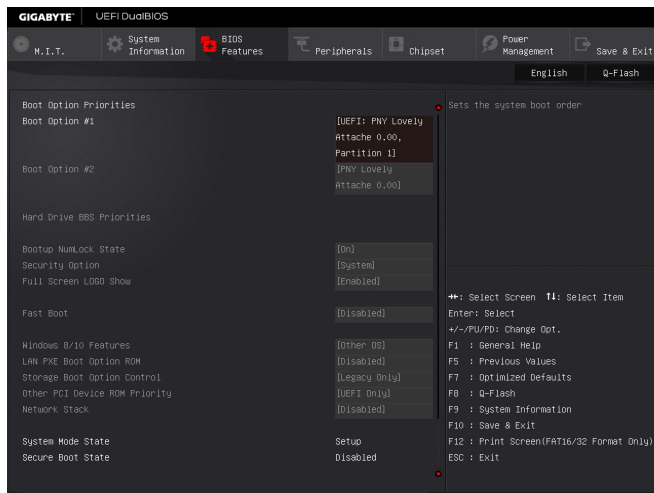 GIGABYTE™ UEFI DualBIOS
M.I.T.
System Information
BIOS Features
Peripherals
Chipset
Power Management
Save & Exit
English Q-Flash
Boot Option Priorities
Boot Option #1 [UEFI: PNY Lovely
Attache 0.00,
Partition 1]
Boot Option #2 [PNY Lovely
Attache 0.00]
Hard Drive BBS Priorities
Bootup NumLock State [On]
Security Option [System]
Full Screen LOGO Show [Enabled]
Fast Boot [Disabled]
Windows 8/10 Features [Other OS]
LAN PXE Boot Option ROM [Disabled]
Storage Boot Option Control [Legacy Only]
Other PCI Device ROM Priority [UEFI Only]
Network Stack [Disabled]
System Mode State Setup
Secure Boot State Disabled
Sets the system boot order
→←: Select Screen ↑↓: Select Item
Enter: Select
+/-/PU/PD: Change Opt.
F1 : General Help
F5 : Previous Values
F7 : Optimized Defaults
F8 : Q-Flash
F9 : System Information
F10 : Save & Exit
F12 : Print Screen(FAT16/32 Format Only)
ESC : Exit